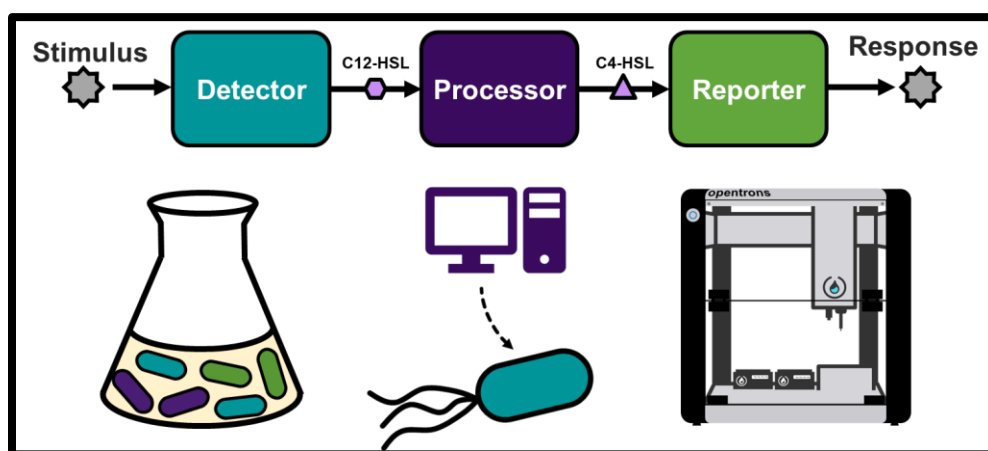 Stimulus
Detector
C12-HSL
Processor
C4-HSL
Reporter
Response
opentrons